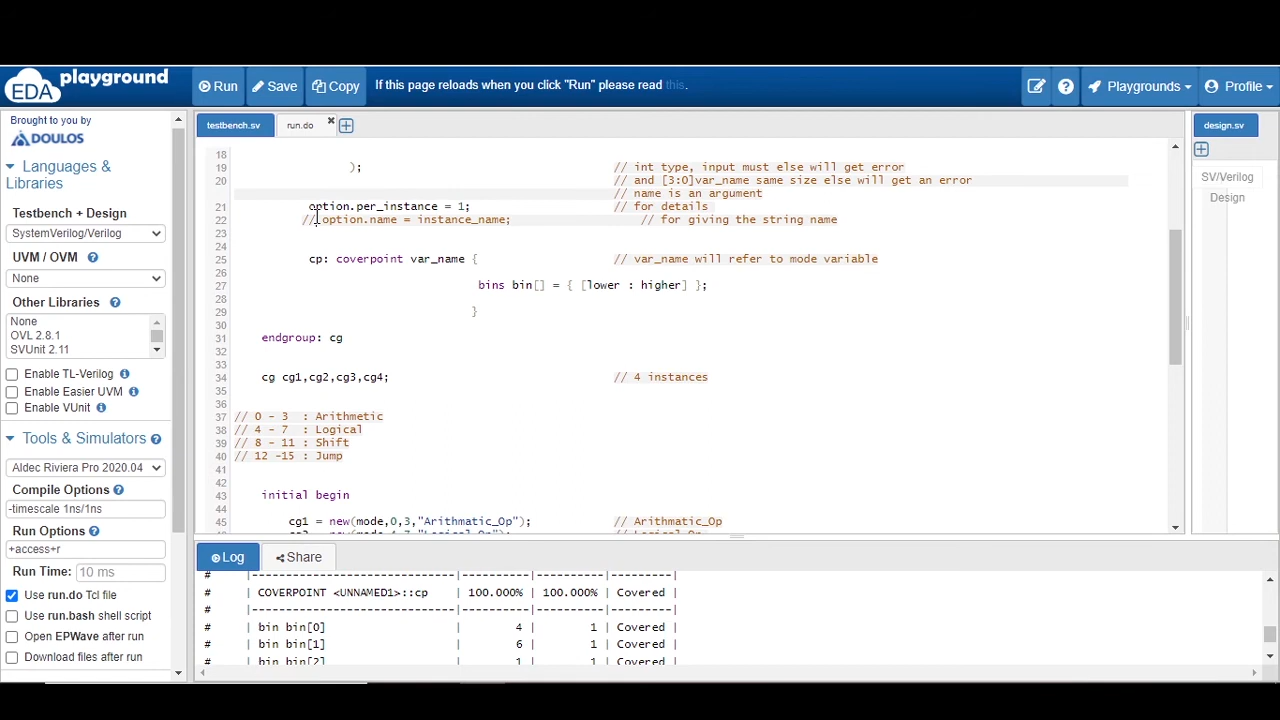 EDA playground
Run Save Copy If this page reloads when you click "Run" please read this. Playgrounds Profile
Brought to you by
DOULOS
Languages & Libraries
Testbench + Design
SystemVerilog/Verilog
UVM / OVM
None
Other Libraries
None
OVL 2.8.1
SVUnit 2.11
Enable TL-Verilog
Enable Easier UVM
Enable VUnit
Tools & Simulators
Aldec Riviera Pro 2020.04
Compile Options
-timescale 1ns/1ns
Run Options
+access+r
Run Time: 10 ms
Use run.do Tcl file
Use run.bash shell script
Open EPWave after run
Download files after run
testbench.sv run.do
18
19 ); // int type, input must else will get error
20 // and [3:0]var_name same size else will get an error
// name is an argument
21 option.per_instance = 1; // for details
22 // option.name = instance_name; // for giving the string name
23
24
25 cp: coverpoint var_name { // var_name will refer to mode variable
26
27 bins bin[] = { [lower : higher] };
28
29 }
30
31 endgroup: cg
32
33
34 cg cg1,cg2,cg3,cg4; // 4 instances
35
36
37 // 0 - 3 : Arithmetic
38 // 4 - 7 : Logical
39 // 8 - 11 : Shift
40 // 12 -15 : Jump
41
42
43 initial begin
44
45 cg1 = new(mode,0,3,"Arithmatic_Op"); // Arithmatic_Op
design.sv
SV/Verilog Design
Log Share
# |------------------------------|----------|----------|---------|
# | COVERPOINT <UNNAMED1>::cp | 100.000% | 100.000% | Covered |
# |------------------------------|----------|----------|---------|
# | bin bin[0] | 4 | 1 | Covered |
# | bin bin[1] | 6 | 1 | Covered |
# | bin bin[2] | 1 | 1 | Covered |